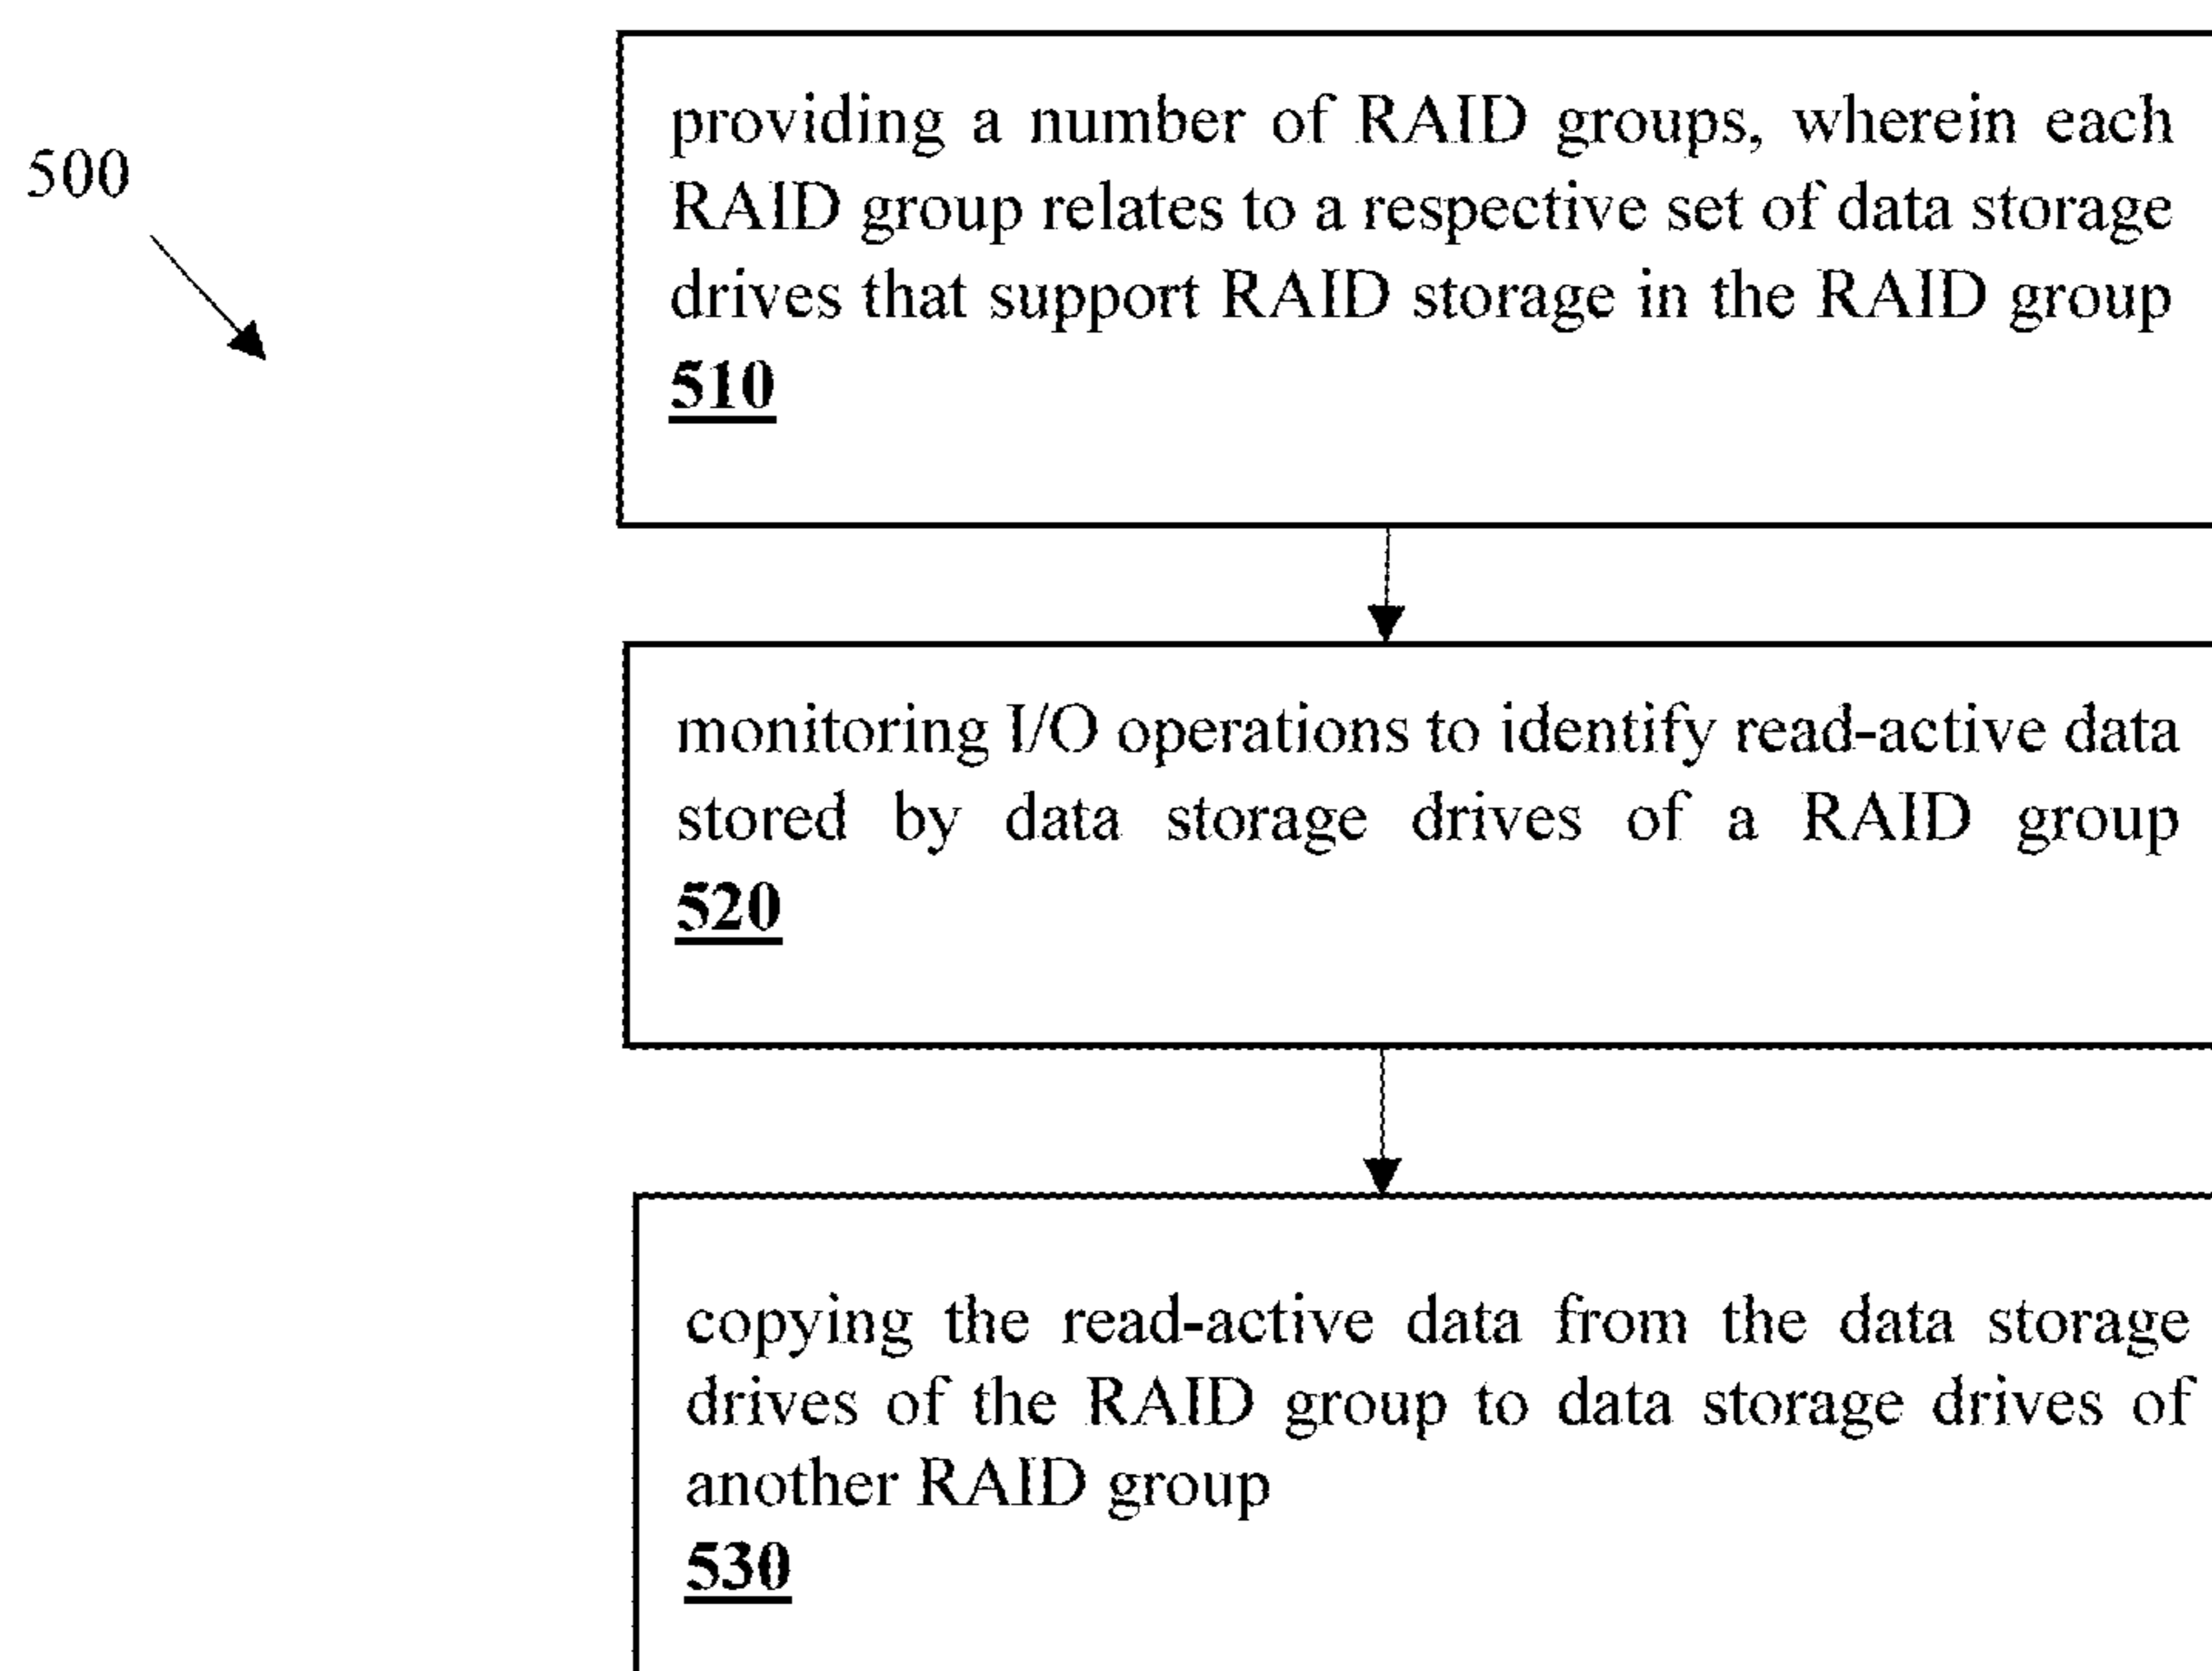 500
providing a number of RAID groups, wherein each
RAID group relates to a respective set of data storage
drives that support RAID storage in the RAID group
510
monitoring I/O operations to identify read-active data
stored by data storage drives of a RAID group
520
copying the read-active data from the data storage
drives of the RAID group to data storage drives of
another RAID group
530